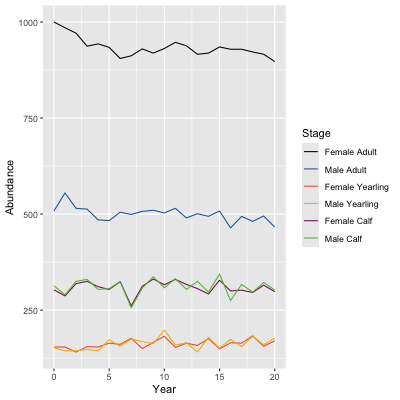 1000
750
500
250
Abundance
0
5
10
15
20
Year
Stage
Female Adult
Male Adult
Female Yearling
Male Yearling
Female Calf
Male Calf